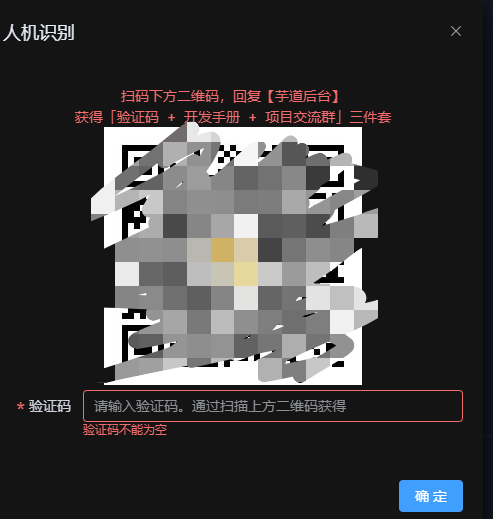 人机识别
扫码下方二维码，回复【芋道后台】
获得「验证码 + 开发手册 + 项目交流群」三件套
* 验证码
请输入验证码。通过扫描上方二维码获得
验证码不能为空
确 定